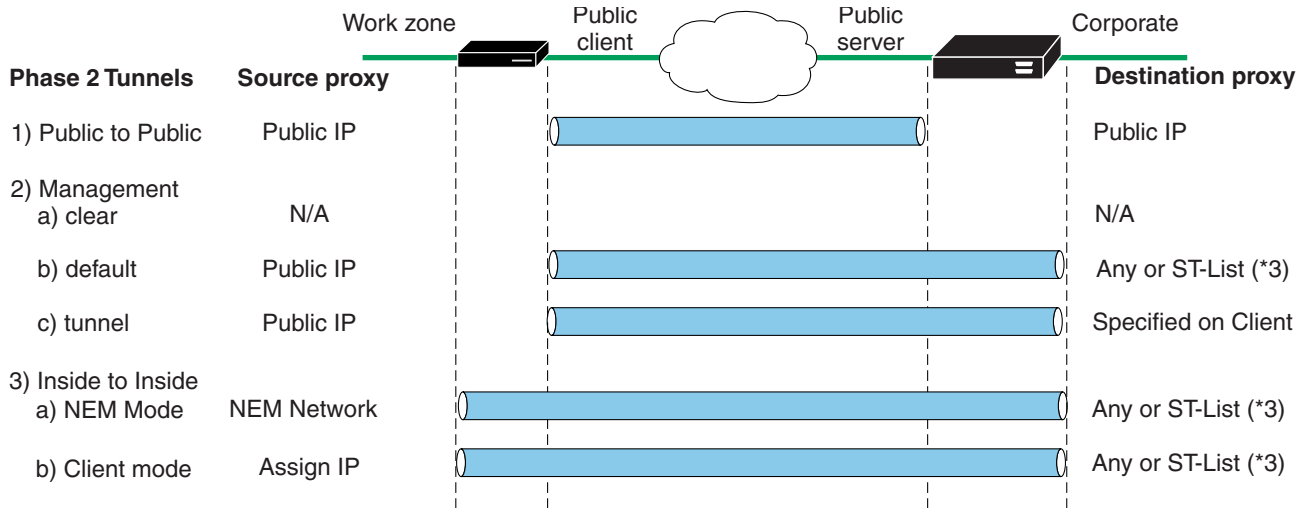 Work zone
Public
client
Public
server
Corporate
Phase 2 Tunnels Source proxy Destination proxy
1) Public to Public Public IP Public IP
2) Management
a) clear N/A N/A
b) default Public IP Any or ST-List (*3)
c) tunnel Public IP Specified on Client
3) Inside to Inside
a) NEM Mode NEM Network Any or ST-List (*3)
b) Client mode Assign IP Any or ST-List (*3)